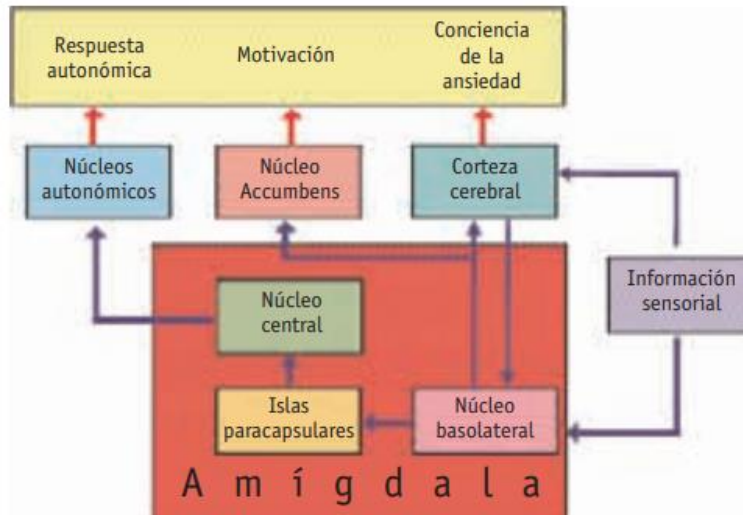 Respuesta
autonómica
Motivación
Conciencia
de la
ansiedad
Núcleos
autonómicos
Núcleo
Accumbens
Corteza
cerebral
Información
sensorial
Núcleo
central
Islas
paracapsulares
Núcleo
basolateral
Amígdala